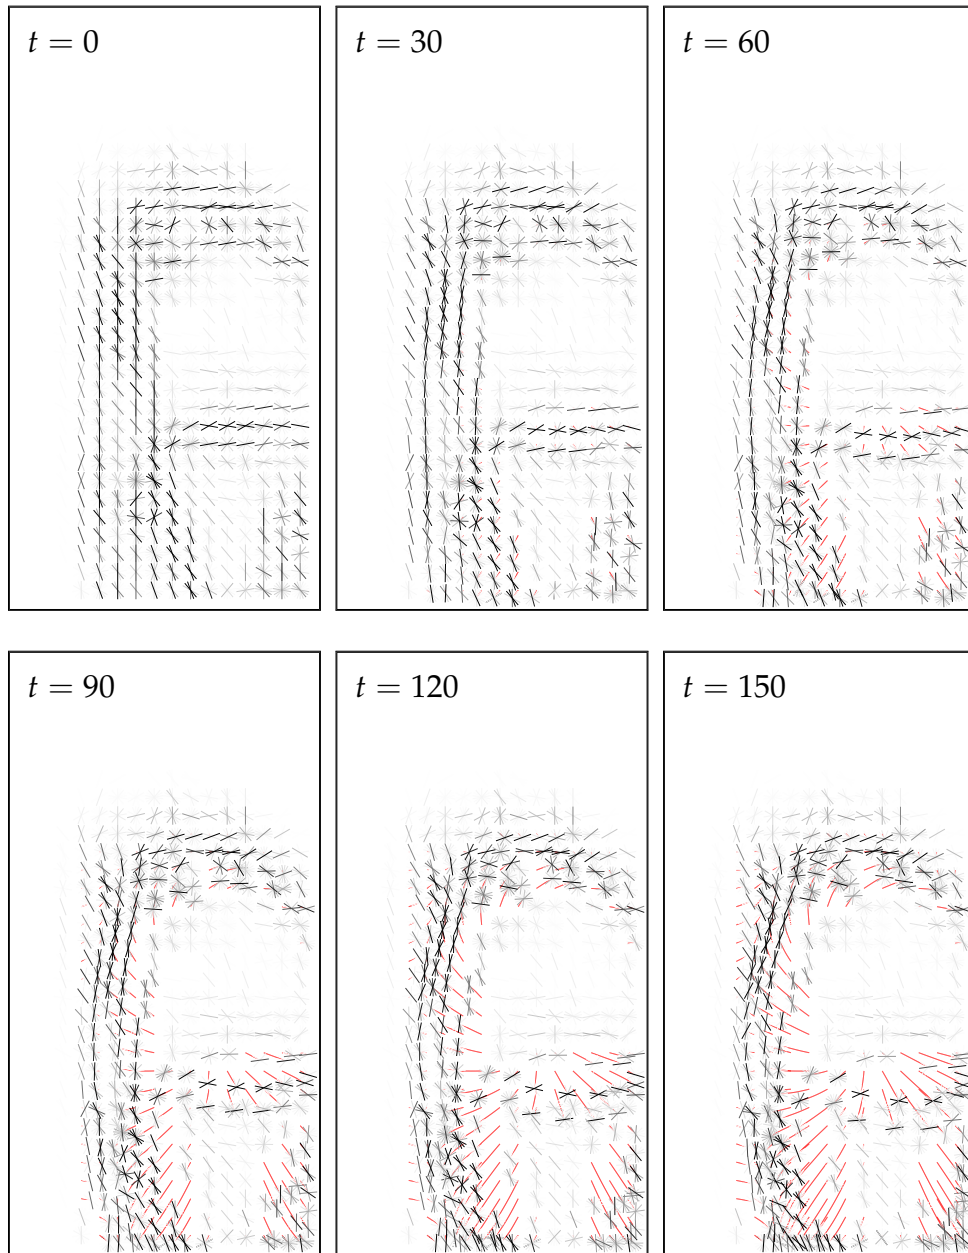 t = 0
t = 30
t = 60
t = 90
t = 120
t = 150